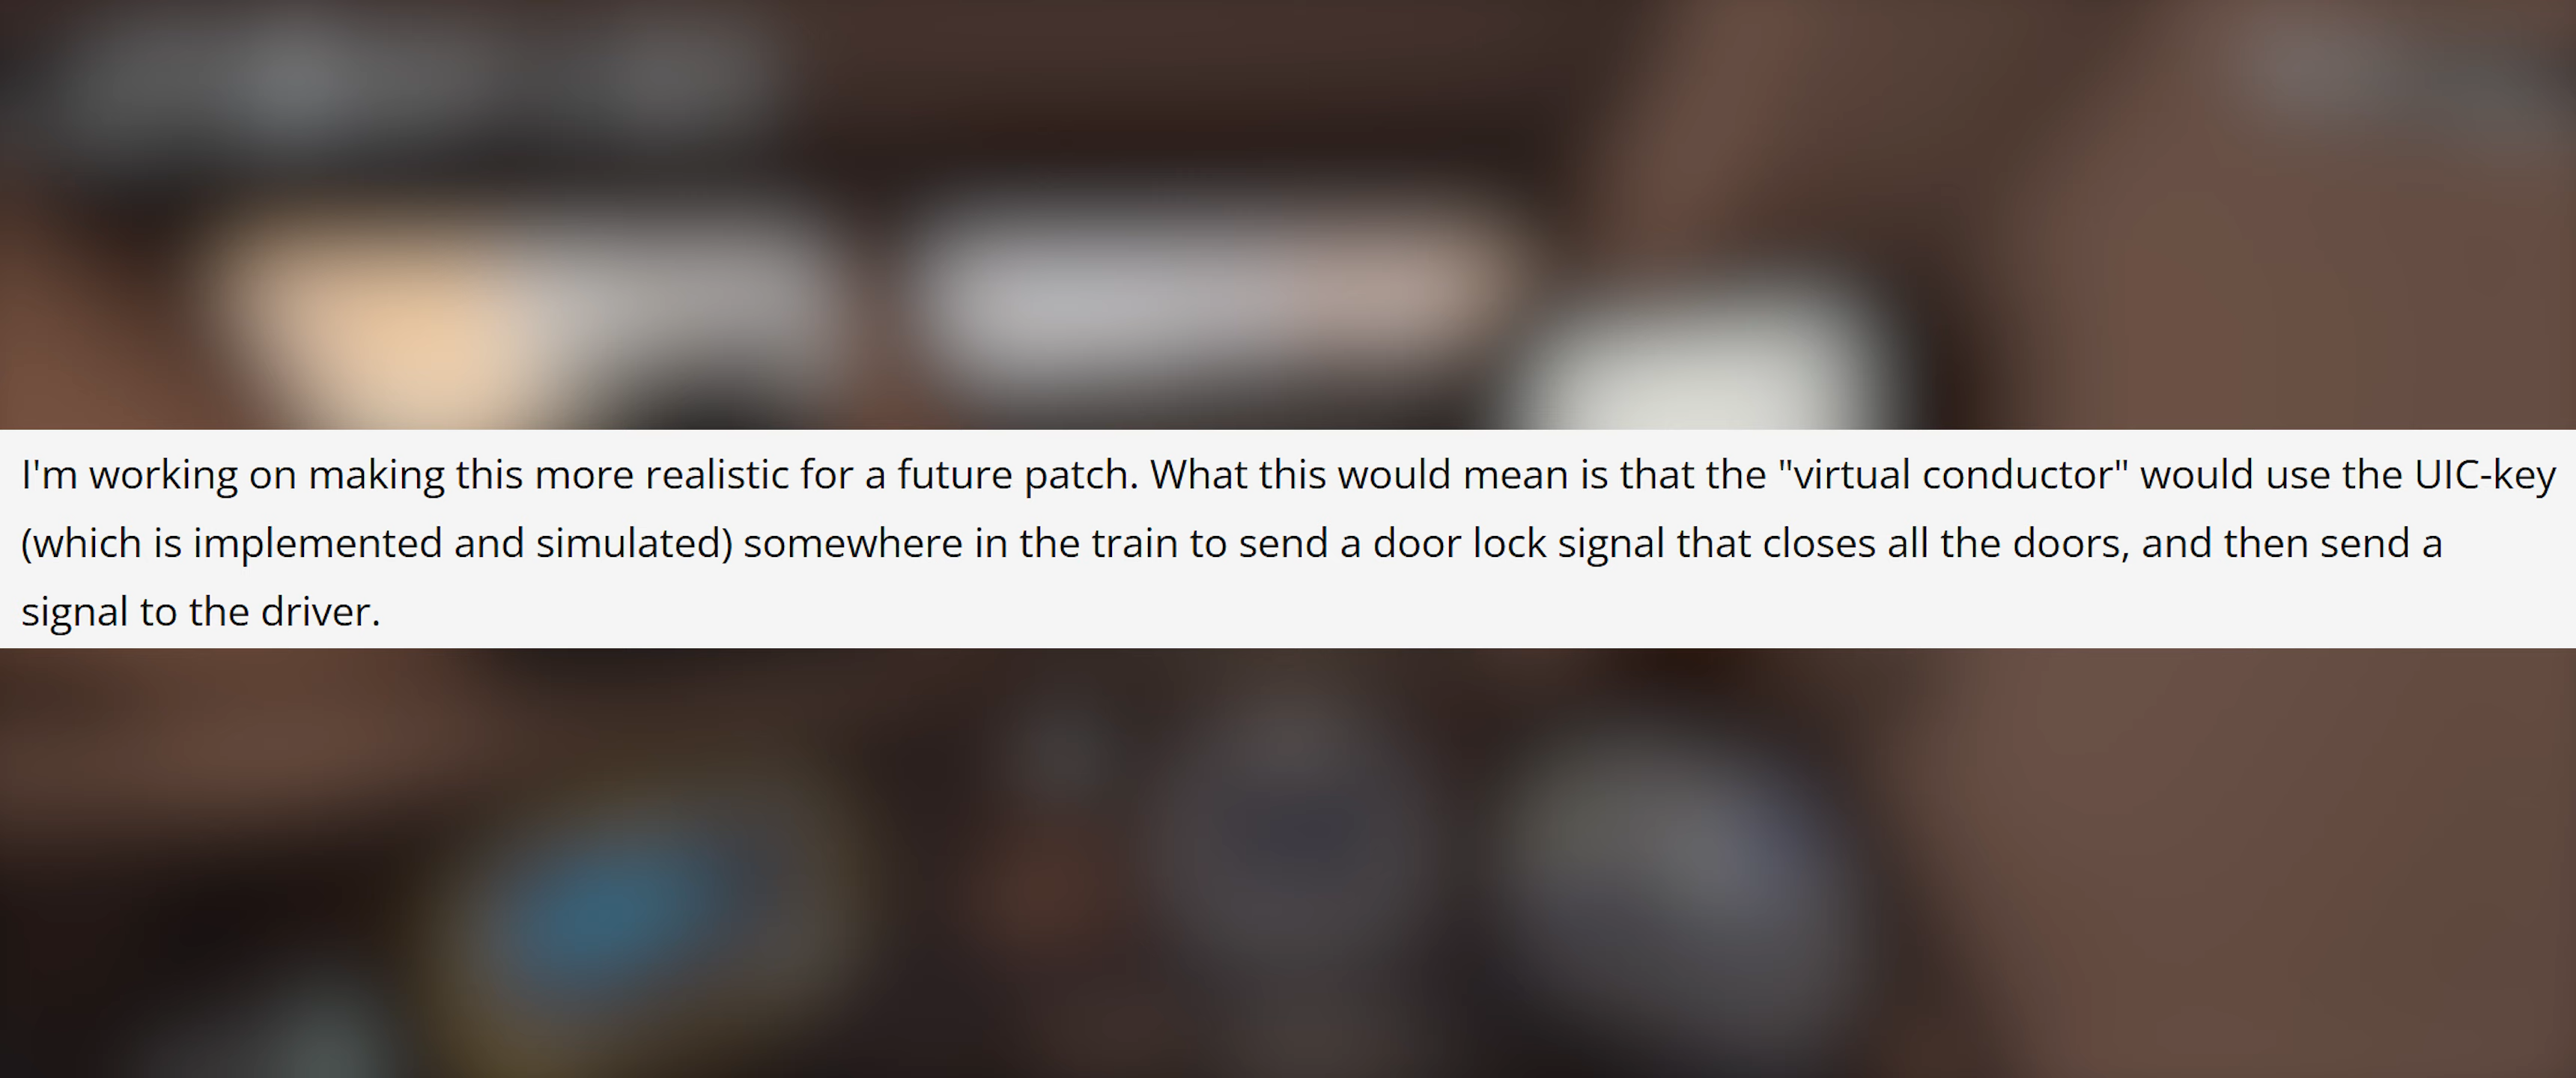 I'm working on making this more realistic for a future patch. What this would mean is that the "virtual conductor" would use the UIC-key
(which is implemented and simulated) somewhere in the train to send a door lock signal that closes all the doors, and then send a
signal to the driver.